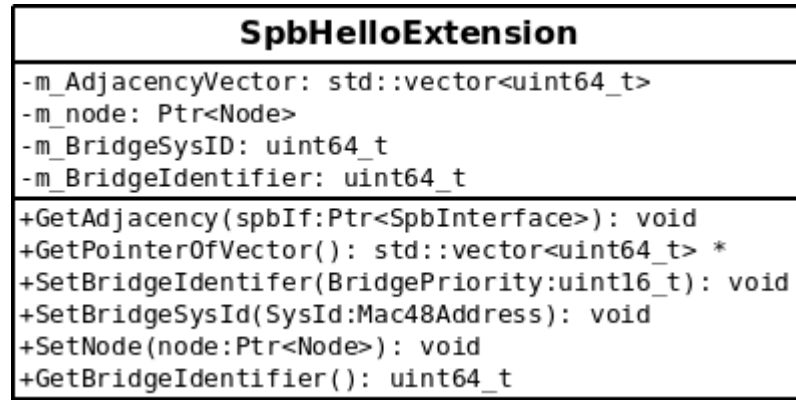 SpbHelloExtension
-m_AdjacencyVector: std::vector<uint64_t>
-m_node: Ptr<Node>
-m_BridgeSysID: uint64_t
-m_BridgeIdentifier: uint64_t
+GetAdjacency(spbIf:Ptr<SpbInterface>): void
+GetPointerOfVector(): std::vector<uint64_t> *
+SetBridgeIdentifer(BridgePriority:uint16_t): void
+SetBridgeSysId(SysId:Mac48Address): void
+SetNode(node:Ptr<Node>): void
+GetBridgeIdentifier(): uint64_t